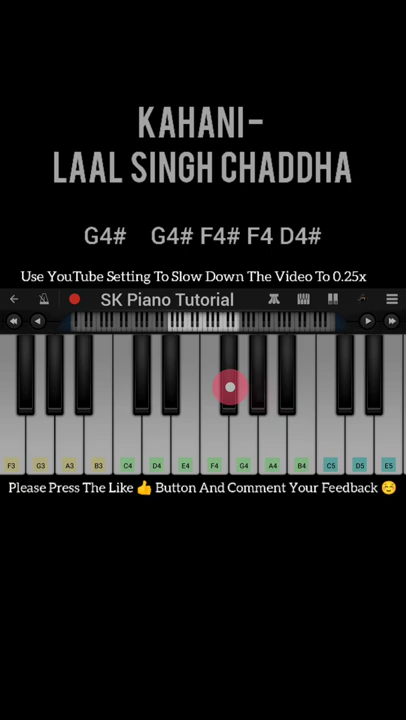 KAHANI-
LAAL SINGH CHADDHA
G4# G4# F4# F4 D4#
Use YouTube Setting To Slow Down The Video To 0.25x
SK Piano Tutorial
F3 G3 A3 B3 C4 D4 E4 F4 G4 A4 B4 C5 D5 E5
Please Press The Like 👍 Button And Comment Your Feedback 😊